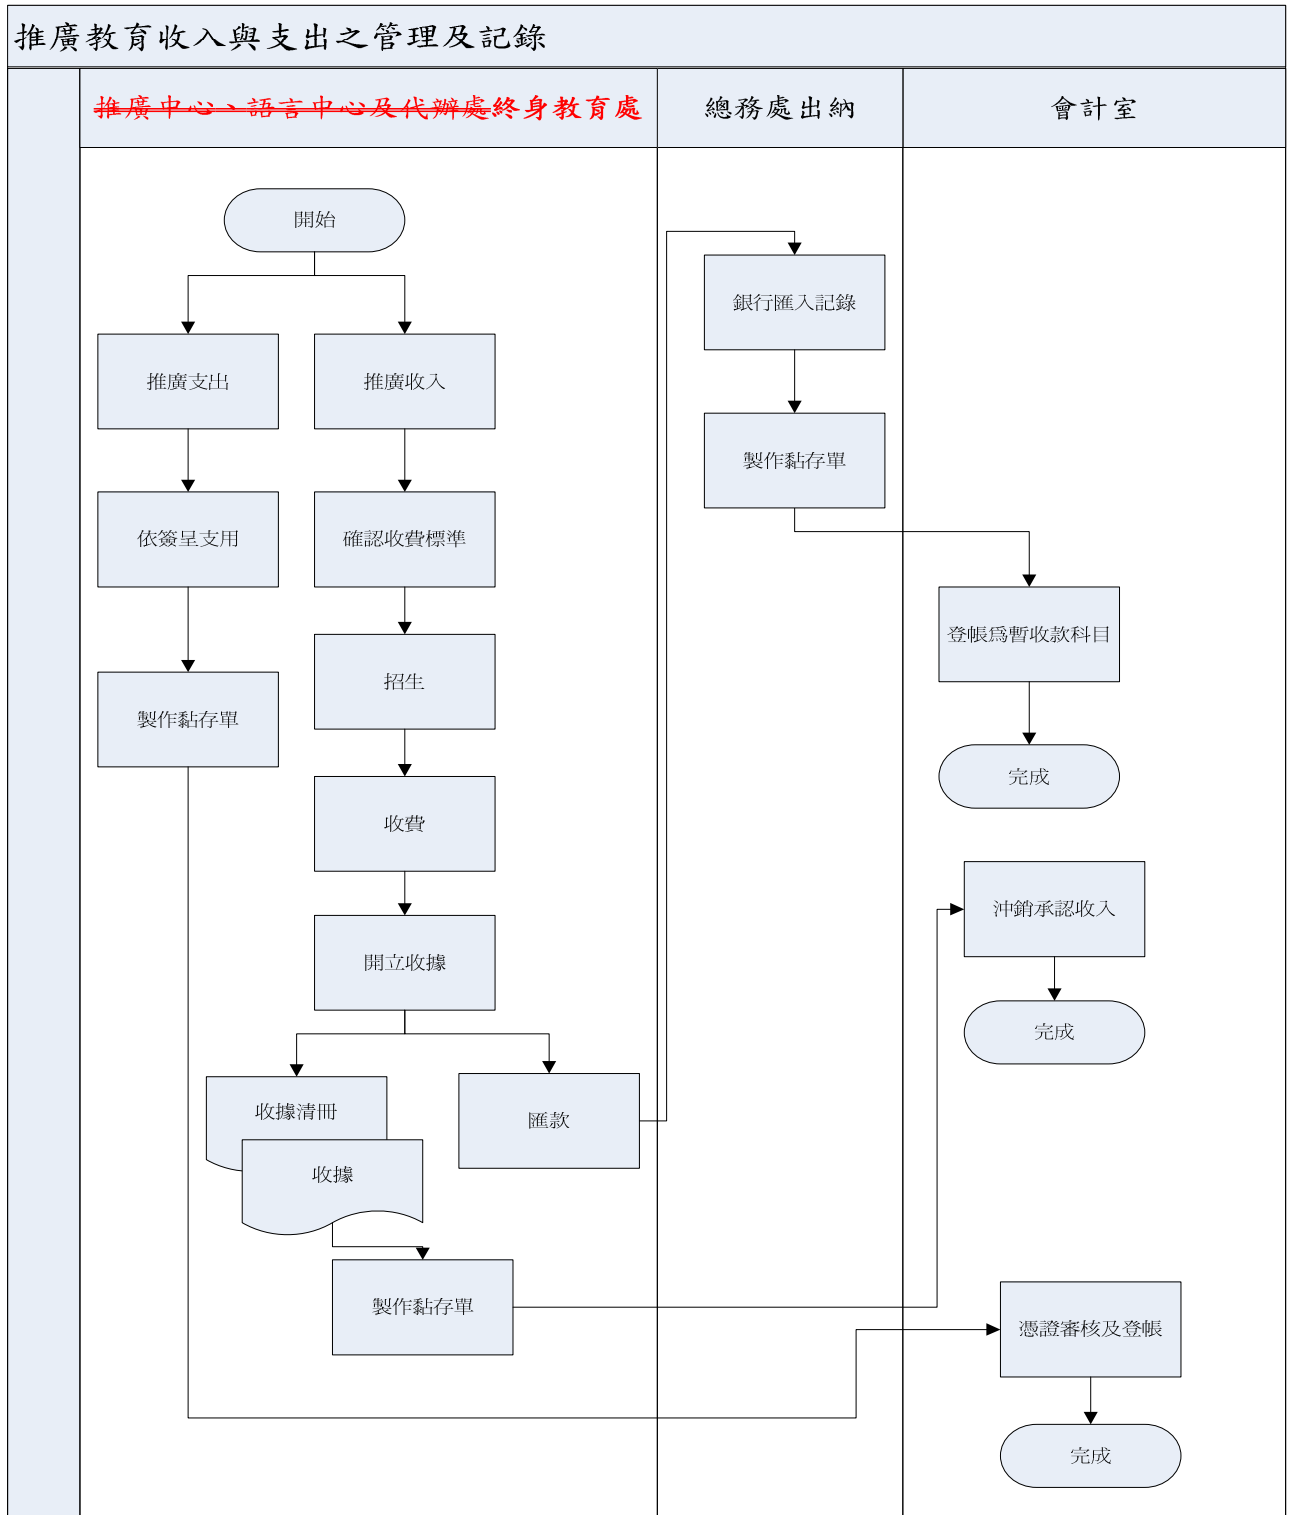 推廣教育收入與支出之管理及記錄
推廣中心、語言中心及代辦處終身教育處
總務處出納
會計室
開始
推廣支出
推廣收入
依簽呈支用
確認收費標準
招生
製作黏存單
收費
開立收據
收據清冊
收據
匯款
製作黏存單
銀行匯入記錄
製作黏存單
登帳為暫收款科目
完成
沖銷承認收入
完成
憑證審核及登帳
完成